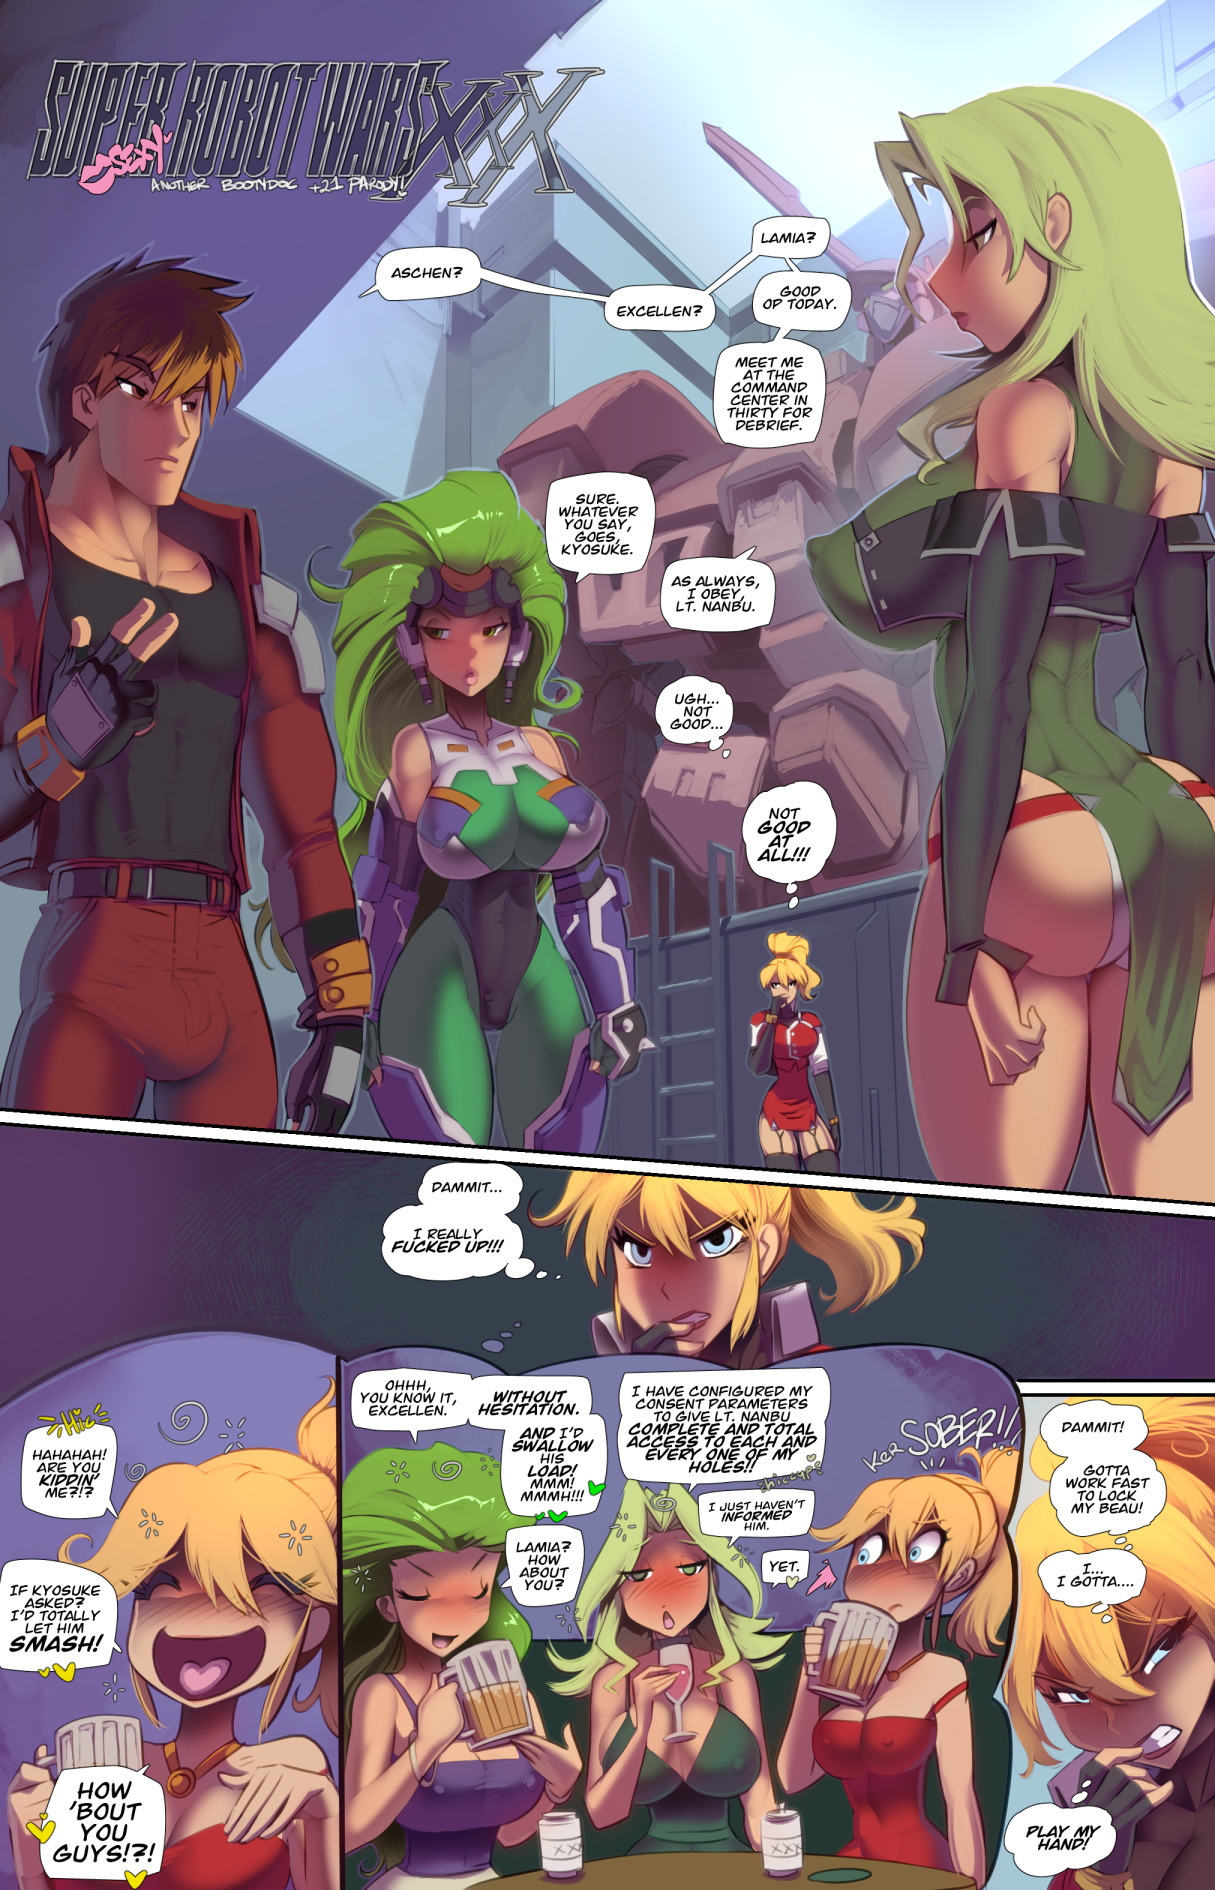 SUPER ROBOT WARS XXX
SEXY
ANOTHER BOOTYDOC +21 PARODY!
ASCHEN?
EXCELLEN?
LAMIA?
GOOD
OP TODAY.
MEET ME
AT THE
COMMAND
CENTER IN
THIRTY FOR
DEBRIEF.
SURE.
WHATEVER
YOU SAY,
GOES,
KYOSUKE.
AS ALWAYS,
I OBEY,
LT. NANBU.
UGH...
NOT
GOOD...
NOT
GOOD
AT
ALL!!!
DAMMIT...
I REALLY
FUCKED UP!!!
Hic
HAHAHAH!
ARE YOU
KIDDIN'
ME?!?
IF KYOSUKE
ASKED?
I'D TOTALLY
LET HIM
SMASH!
HOW
'BOUT
YOU
GUYS!?!
OHHH,
YOU KNOW IT,
EXCELLEN.
WITHOUT
HESITATION.
AND I'D
SWALLOW
HIS
LOAD!
MMM!
MMMH!!!
LAMIA?
HOW
ABOUT
YOU?
I HAVE CONFIGURED MY
CONSENT PARAMETERS
TO GIVE LT. NANBU
COMPLETE AND TOTAL
ACCESS TO EACH AND
EVERY ONE OF MY
HOLES!!
hiccup
I JUST HAVEN'T
INFORMED
HIM.
YET.
Ker SOBER!!!
XXX
XXX
DAMMIT!
GOTTA
WORK FAST
TO LOCK
MY BEAU!
I...
I GOTTA....
PLAY MY
HAND!